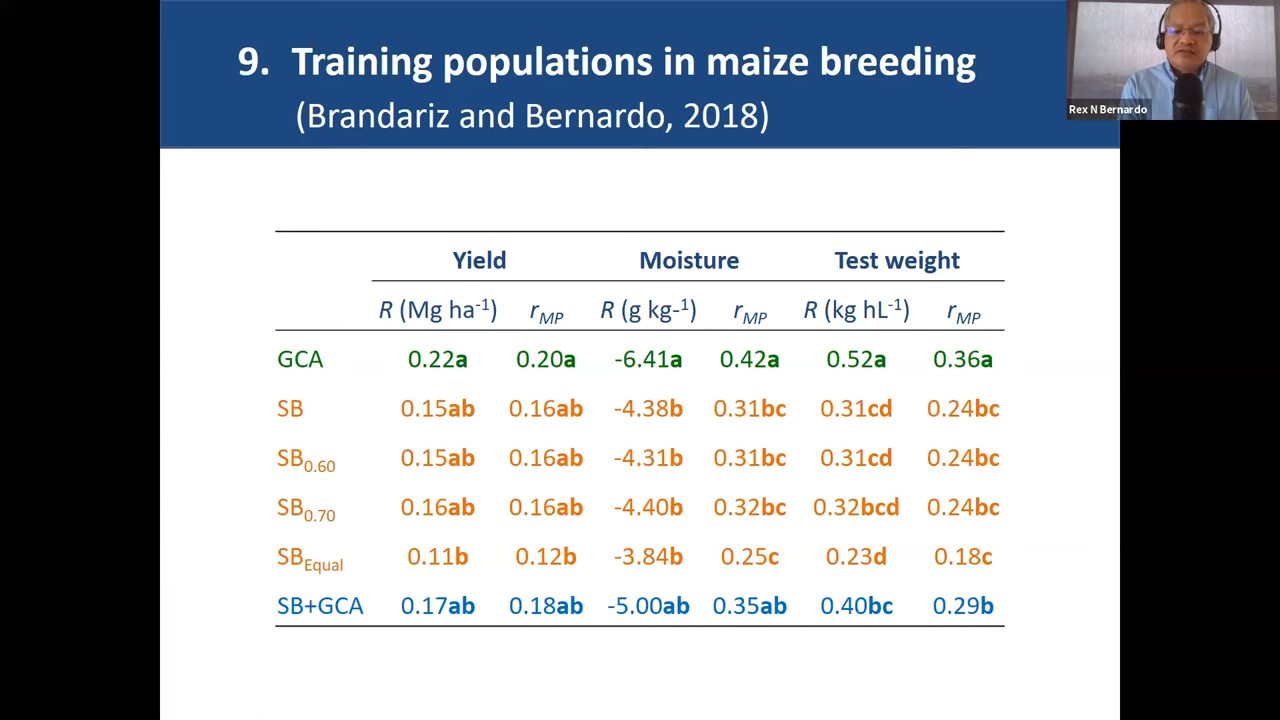 9. Training populations in maize breeding
(Brandariz and Bernardo, 2018)
Rex N Bernardo
Yield Moisture Test weight
R (Mg ha-1) rMP R (g kg-1) rMP R (kg hL-1) rMP
GCA 0.22a 0.20a -6.41a 0.42a 0.52a 0.36a
SB 0.15ab 0.16ab -4.38b 0.31bc 0.31cd 0.24bc
SB0.60 0.15ab 0.16ab -4.31b 0.31bc 0.31cd 0.24bc
SB0.70 0.16ab 0.16ab -4.40b 0.32bc 0.32bcd 0.24bc
SBEqual 0.11b 0.12b -3.84b 0.25c 0.23d 0.18c
SB+GCA 0.17ab 0.18ab -5.00ab 0.35ab 0.40bc 0.29b